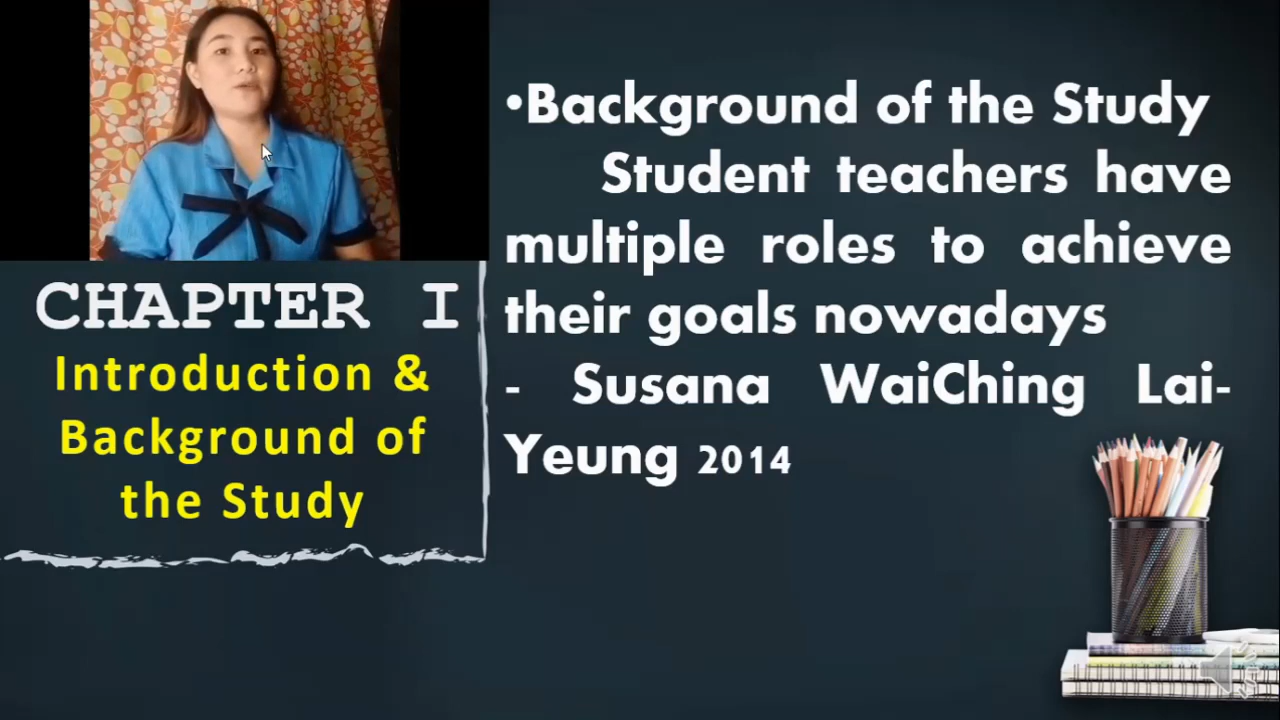 CHAPTER I
Introduction &
Background of
the Study
•Background of the Study
Student teachers have
multiple roles to achieve
their goals nowadays
- Susana WaiChing Lai-
Yeung 2014